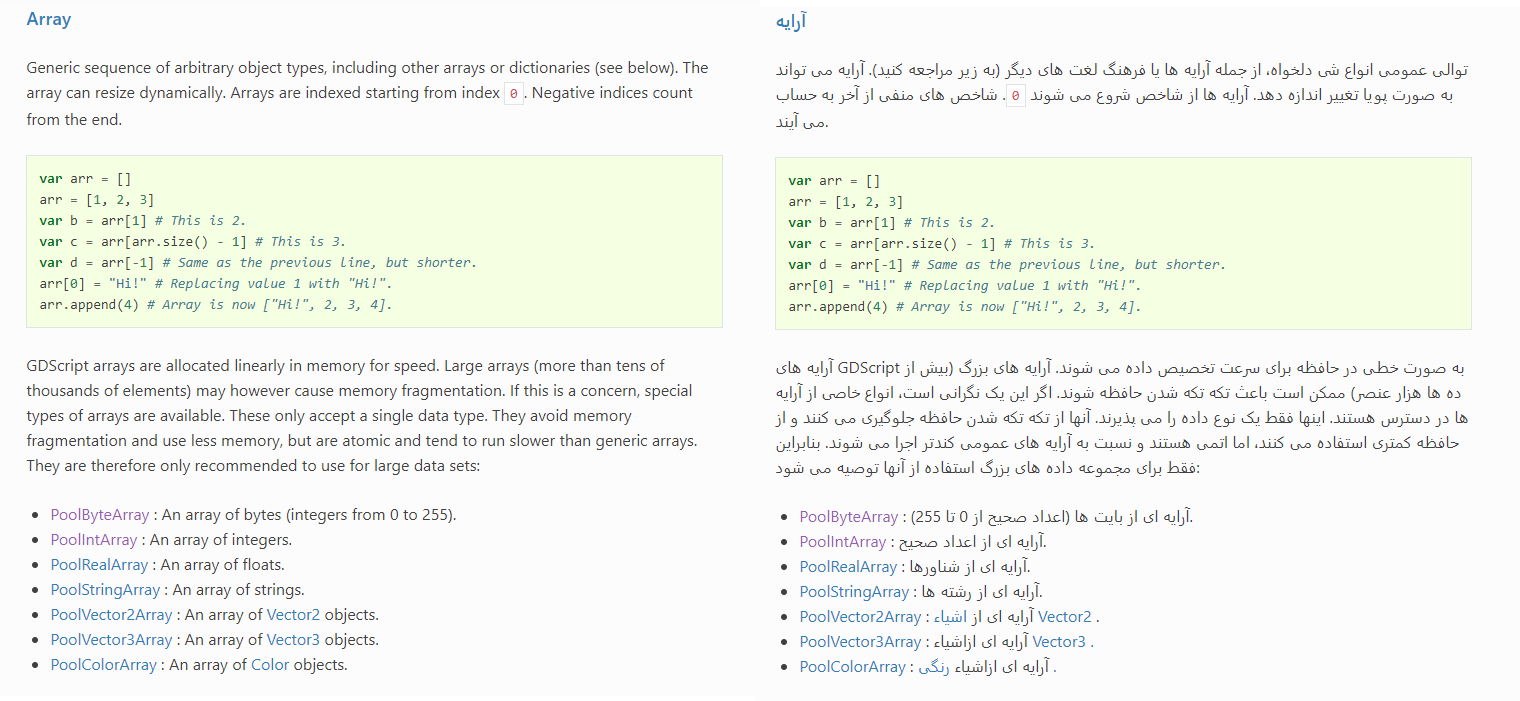 Array
Generic sequence of arbitrary object types, including other arrays or dictionaries (see below). The
array can resize dynamically. Arrays are indexed starting from index 0. Negative indices count
from the end.
var arr = []
arr = [1, 2, 3]
var b = arr[1] # This is 2.
var c = arr[arr.size() - 1] # This is 3.
var d = arr[-1] # Same as the previous line, but shorter.
arr[0] = "Hi!" # Replacing value 1 with "Hi!".
arr.append(4) # Array is now ["Hi!", 2, 3, 4].
GDScript arrays are allocated linearly in memory for speed. Large arrays (more than tens of
thousands of elements) may however cause memory fragmentation. If this is a concern, special
types of arrays are available. These only accept a single data type. They avoid memory
fragmentation and use less memory, but are atomic and tend to run slower than generic arrays.
They are therefore only recommended to use for large data sets:
PoolByteArray : An array of bytes (integers from 0 to 255).
PoolIntArray : An array of integers.
PoolRealArray : An array of floats.
PoolStringArray : An array of strings.
PoolVector2Array : An array of Vector2 objects.
PoolVector3Array : An array of Vector3 objects.
PoolColorArray : An array of Color objects.
آرایه
توالی عمومی انواع شی دلخواه، از جمله آرایه ها یا فرهنگ لغت های دیگر (به زیر مراجعه کنید). آرایه می تواند
به صورت پویا تغییر اندازه دهد. آرایه ها از شاخص شروع می شوند 0 . شاخص های منفی از آخر به حساب
می آیند.
var arr = []
arr = [1, 2, 3]
var b = arr[1] # This is 2.
var c = arr[arr.size() - 1] # This is 3.
var d = arr[-1] # Same as the previous line, but shorter.
arr[0] = "Hi!" # Replacing value 1 with "Hi!".
arr.append(4) # Array is now ["Hi!", 2, 3, 4].
آرایه های GDScript به صورت خطی در حافظه برای سرعت تخصیص داده می شوند. آرایه های بزرگ (بیش از
ده ها هزار عنصر) ممکن است باعث تکه تکه شدن حافظه شوند. اگر این یک نگرانی است، انواع خاصی از آرایه
ها در دسترس هستند. اینها فقط یک نوع داده را می پذیرند. آنها از تکه تکه شدن حافظه جلوگیری می کنند و از
حافظه کمتری استفاده می کنند، اما اتمی هستند و نسبت به آرایه های عمومی کندتر اجرا می شوند. بنابراین
فقط برای مجموعه داده های بزرگ استفاده از آنها توصیه می شود:
PoolByteArray : آرایه ای از بایت ها (اعداد صحیح از 0 تا 255).
PoolIntArray : آرایه ای از اعداد صحیح.
PoolRealArray : آرایه ای از شناورها.
PoolStringArray : آرایه ای از رشته ها.
PoolVector2Array : آرایه ای از اشیاء Vector2 .
PoolVector3Array : آرایه ای ازاشیاء Vector3 .
PoolColorArray : آرایه ای ازاشیاء رنگی .